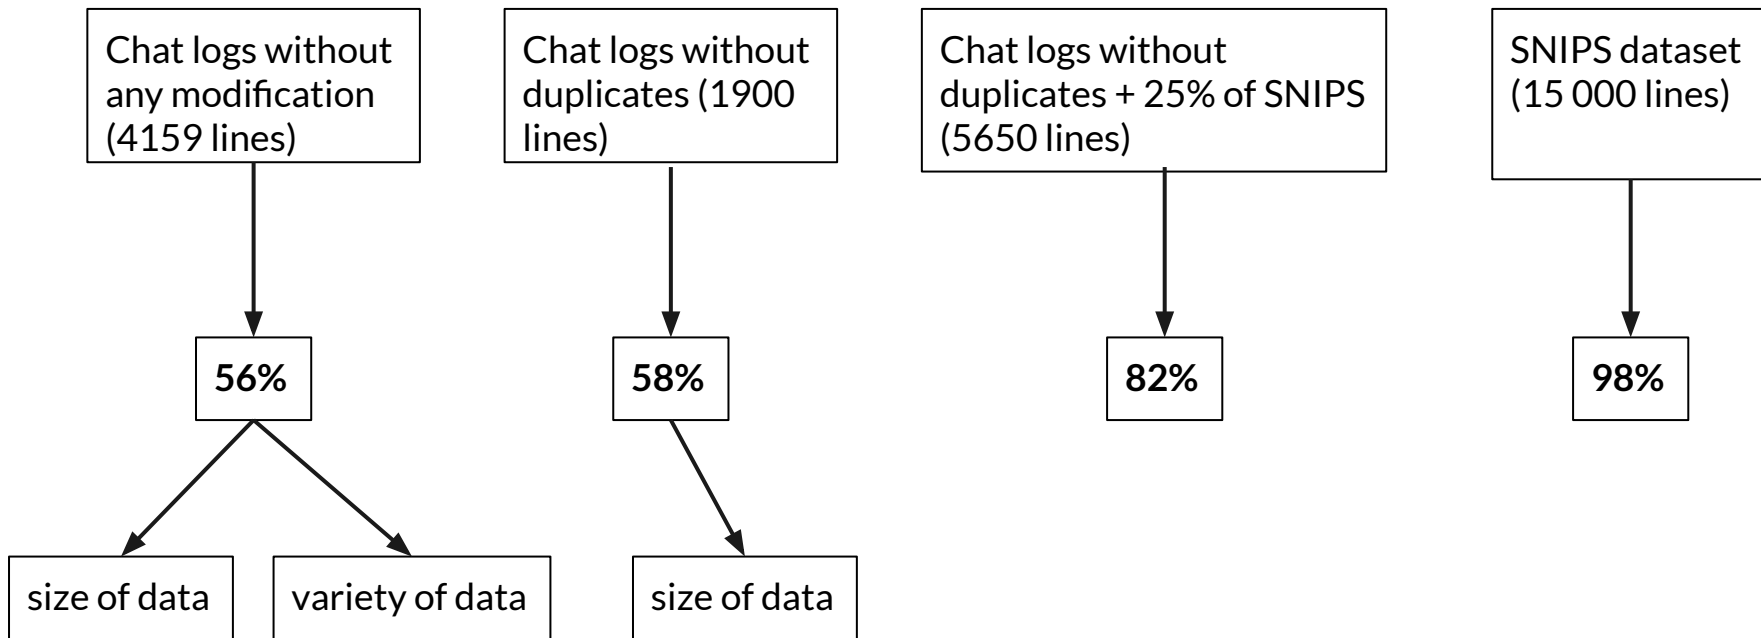 Chat logs without
any modification
(4159 lines)
Chat logs without
duplicates (1900
lines)
Chat logs without
duplicates + 25% of SNIPS
(5650 lines)
SNIPS dataset
(15 000 lines)
56%
58%
82%
98%
size of data
variety of data
size of data